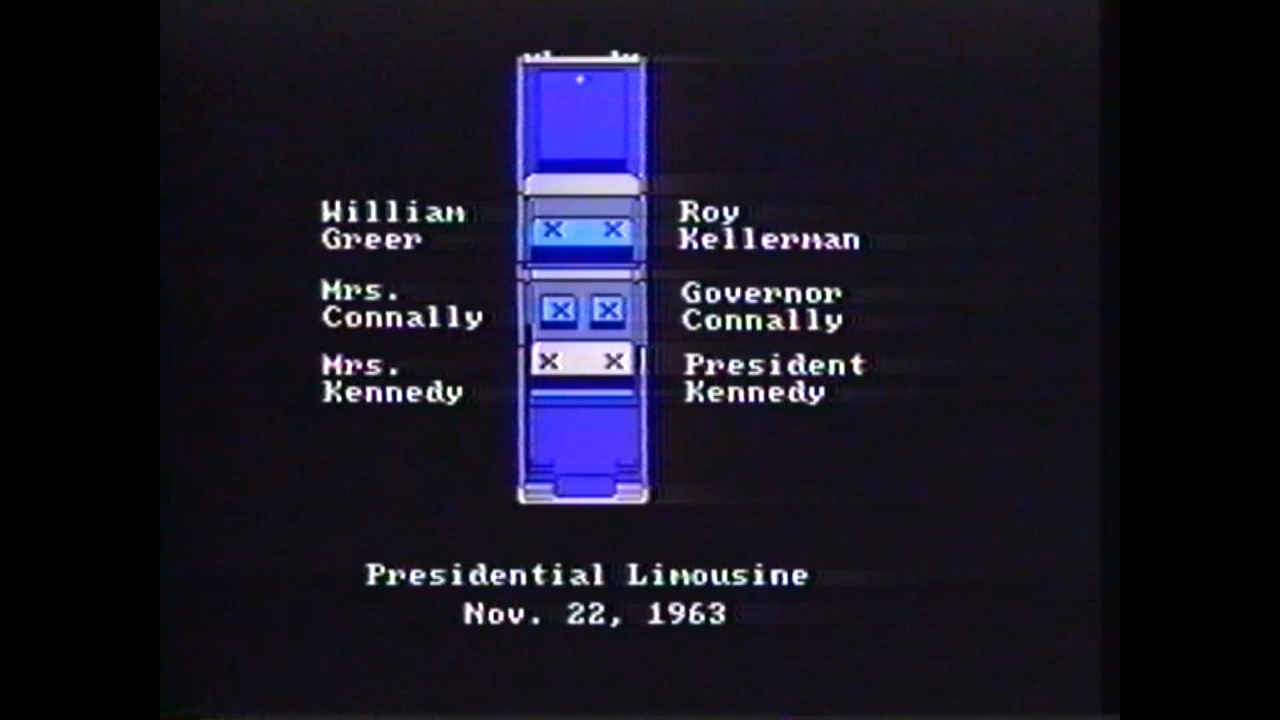 William
Greer
Roy
Kellerman
Mrs.
Connally
Governor
Connally
Mrs.
Kennedy
President
Kennedy
Presidential Limousine
Nov. 22, 1963